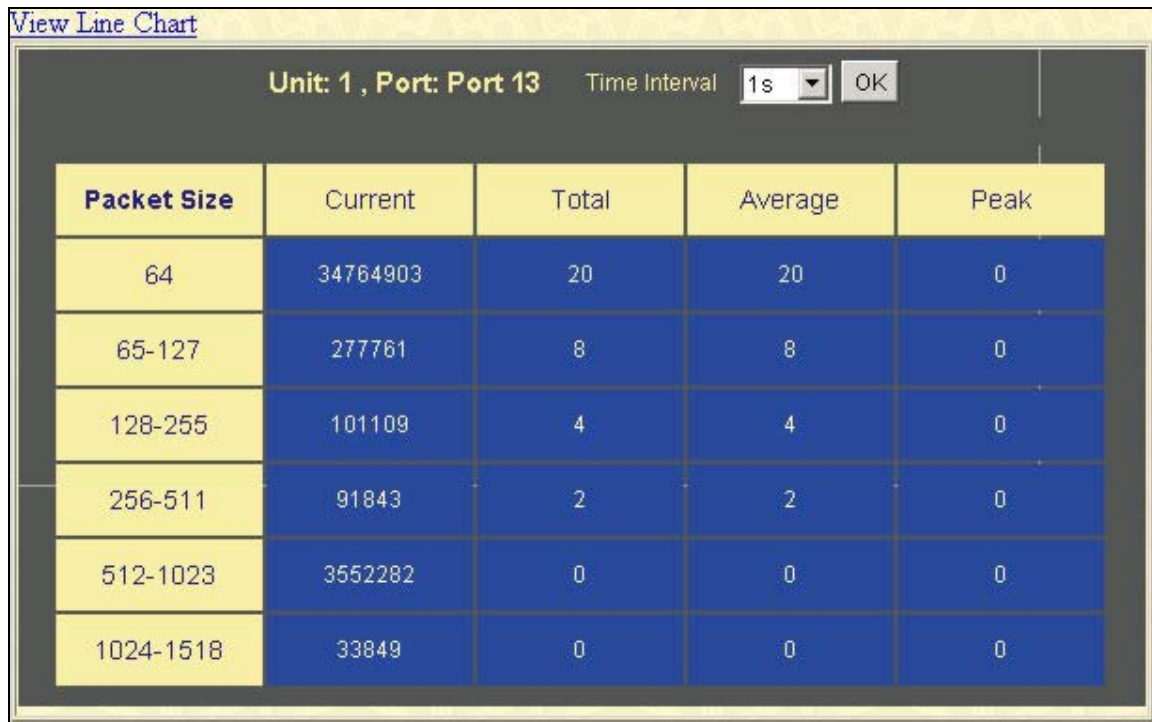 View Line Chart
Unit: 1 , Port: Port 13 Time Interval 1s OK
Packet Size Current Total Average Peak
64 34764903 20 20 0
65-127 277761 8 8 0
128-255 101109 4 4 0
256-511 91843 2 2 0
512-1023 3552282 0 0 0
1024-1518 33849 0 0 0